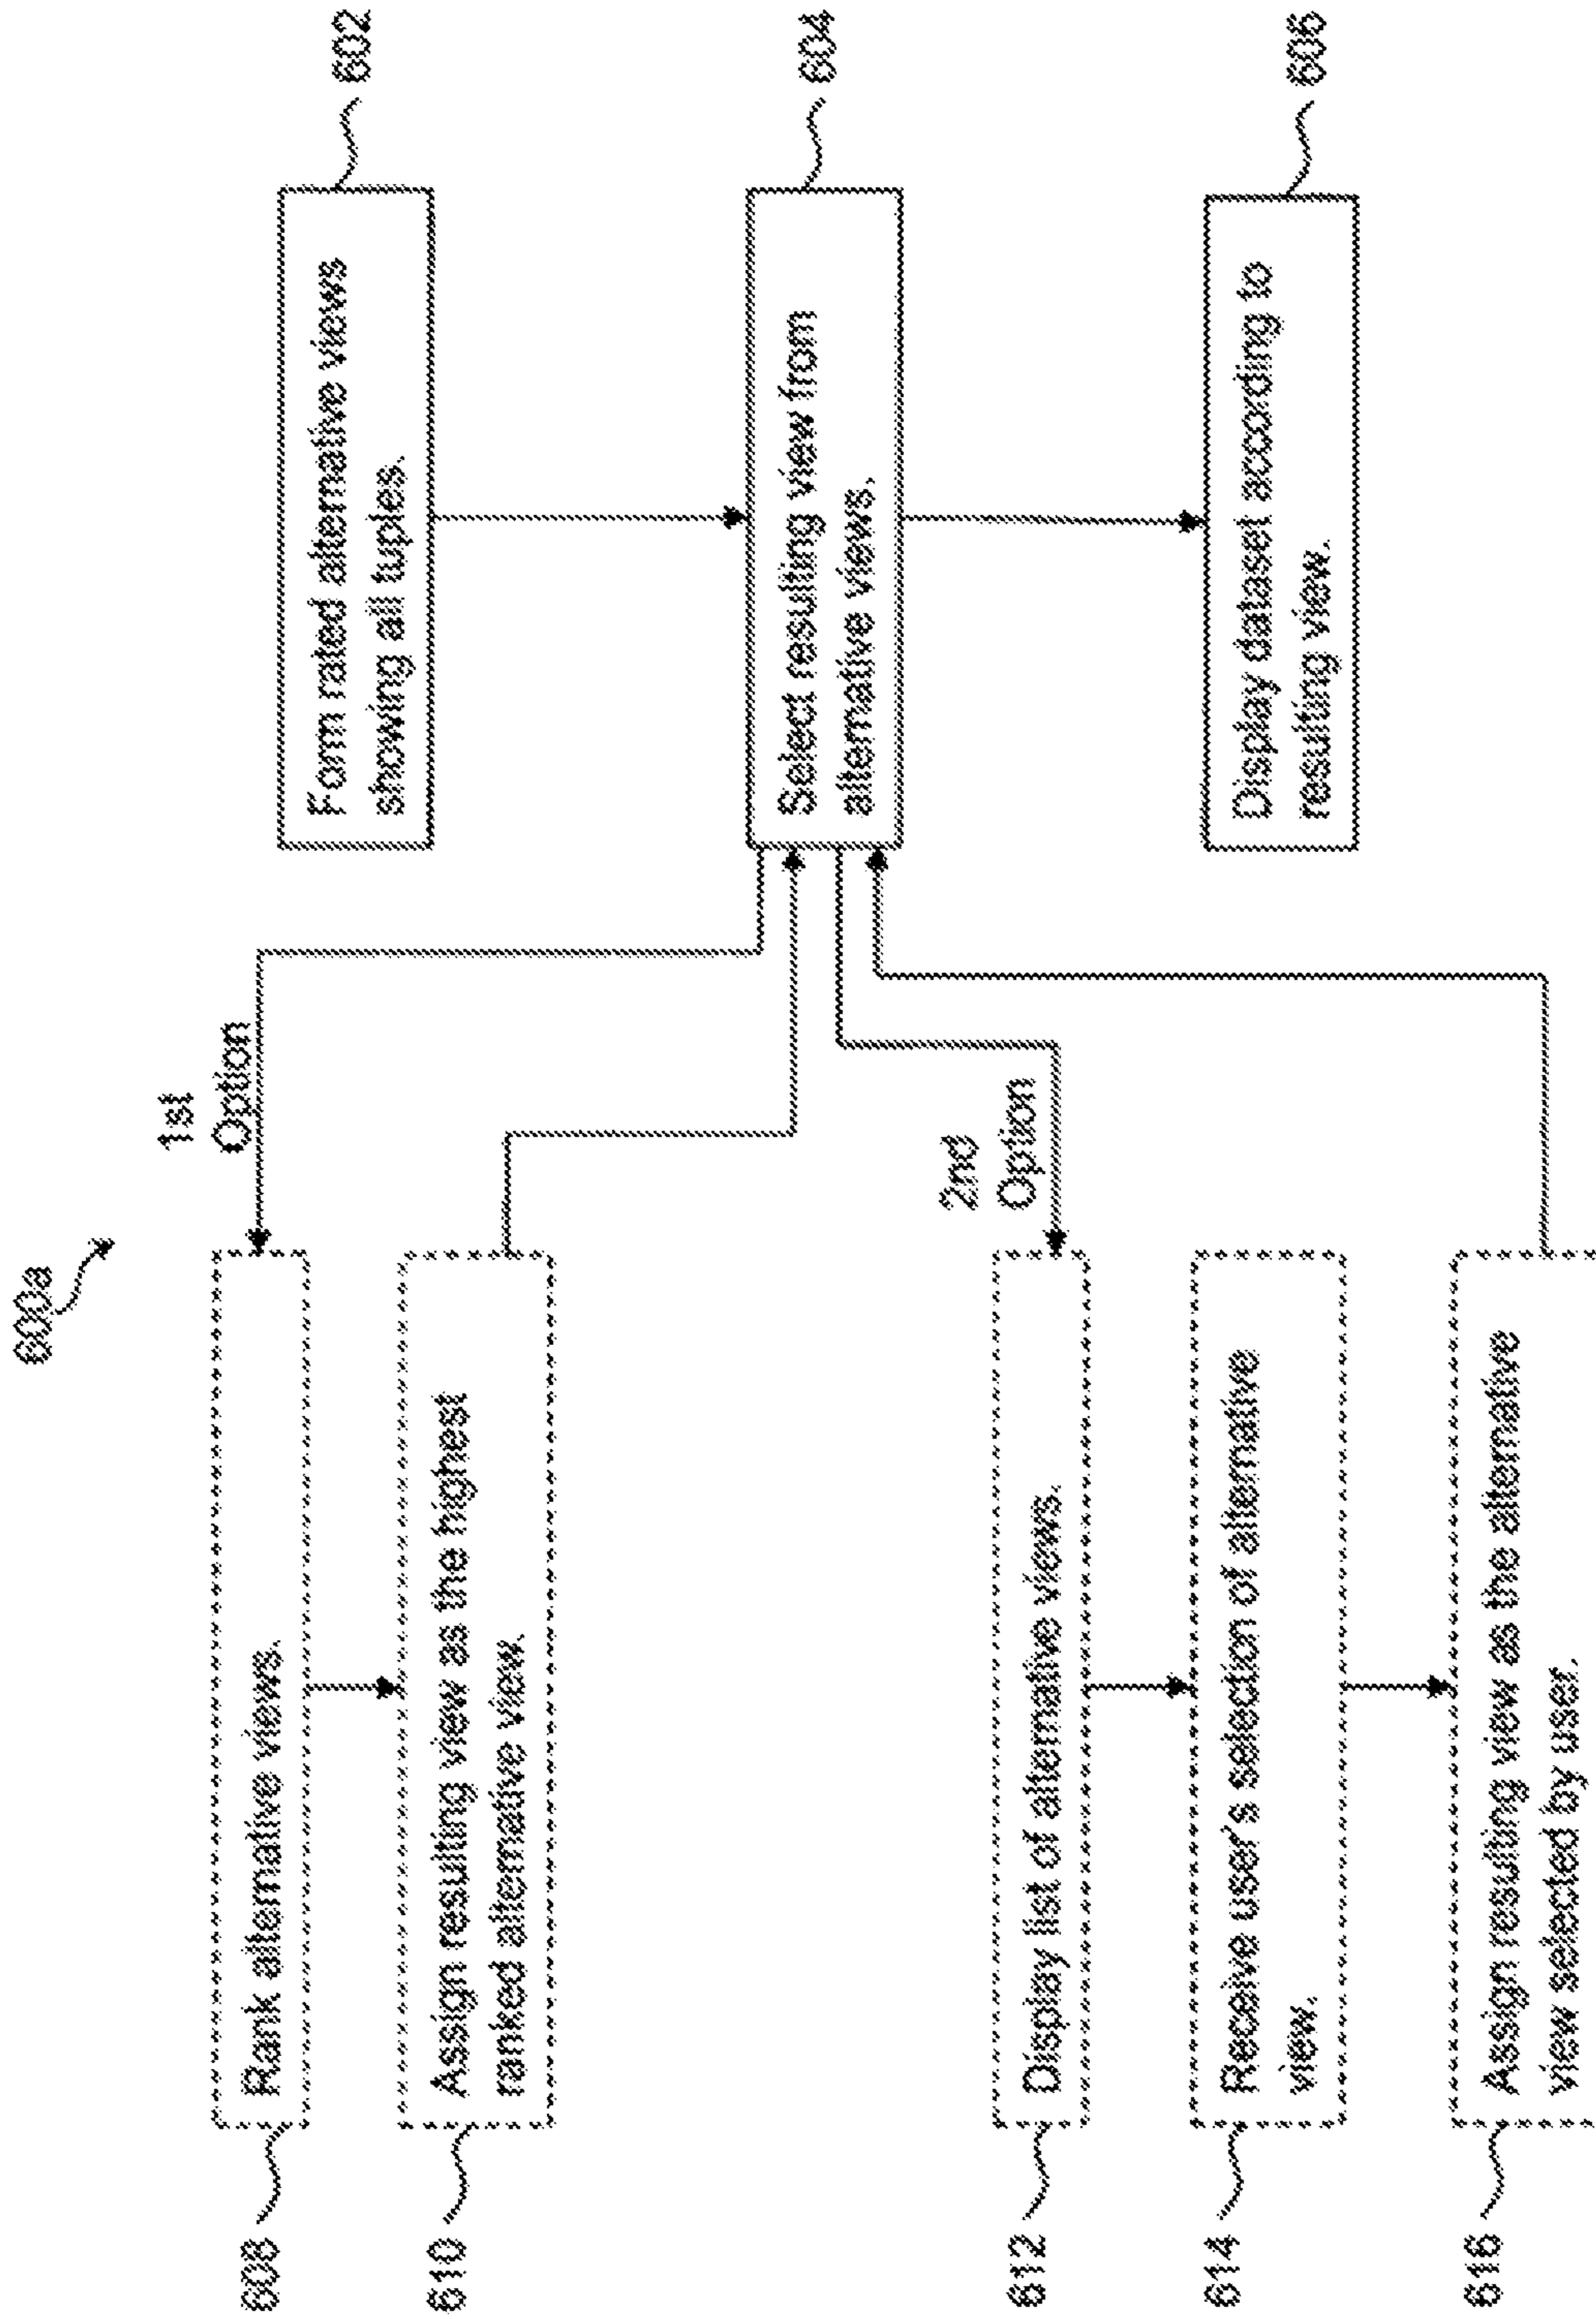 600a
608
Rank alternative views.
610
Assign resulting view as the highest
ranked alternative view.
612
Display list of alternative views.
614
Receive user's selection of alternative
view.
616
Assign resulting view as the alternative
view selected by user.
1st
Option
2nd
Option
Form rated alternative views
showing all tuples.
602
Select resulting view from
alternative views.
604
Display dataset according to
resulting view.
606